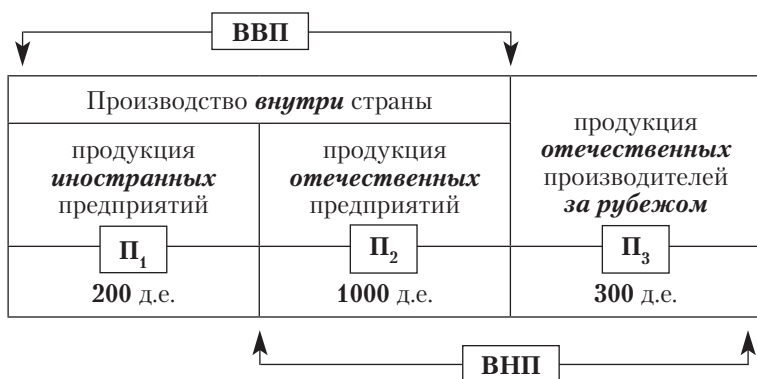 ВВП
Производство внутри страны
продукция
иностранных
предприятий
продукция
отечественных
предприятий
продукция
отечественных
производителей
за рубежом
П₁
П₂
П₃
200 д.е.
1000 д.е.
300 д.е.
ВНП